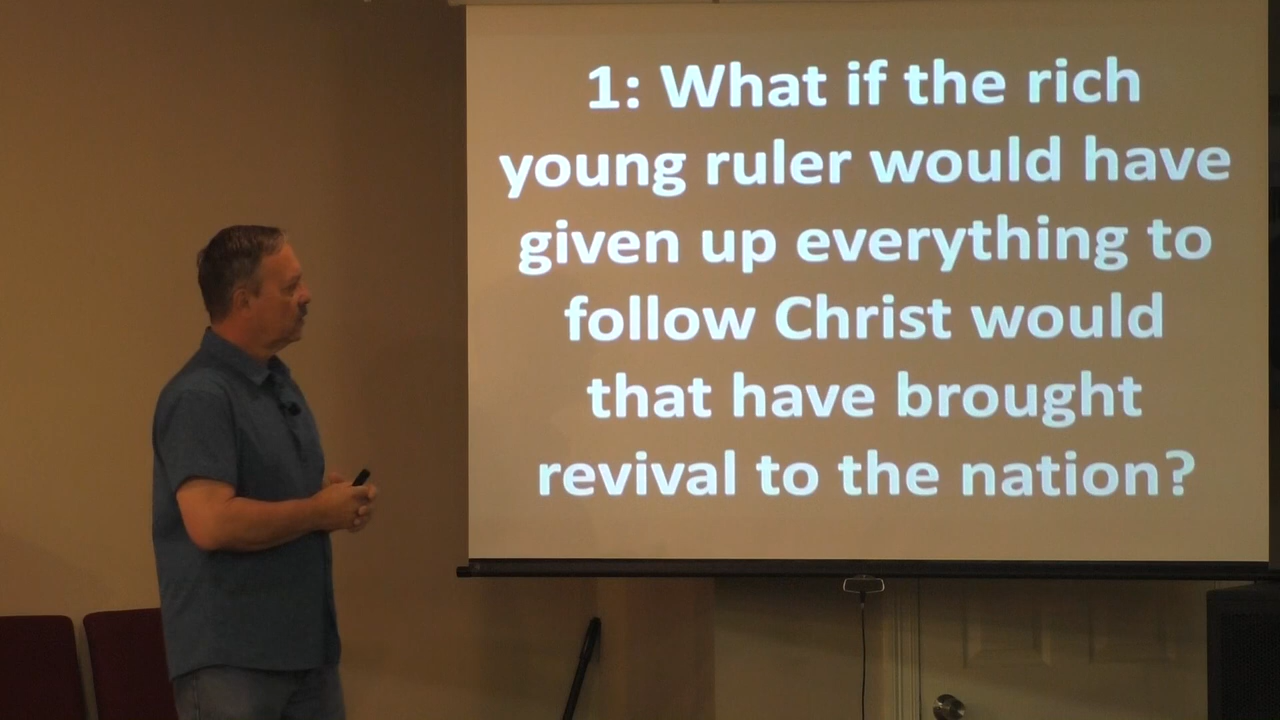 1: What if the rich
young ruler would have
given up everything to
follow Christ would
that have brought
revival to the nation?